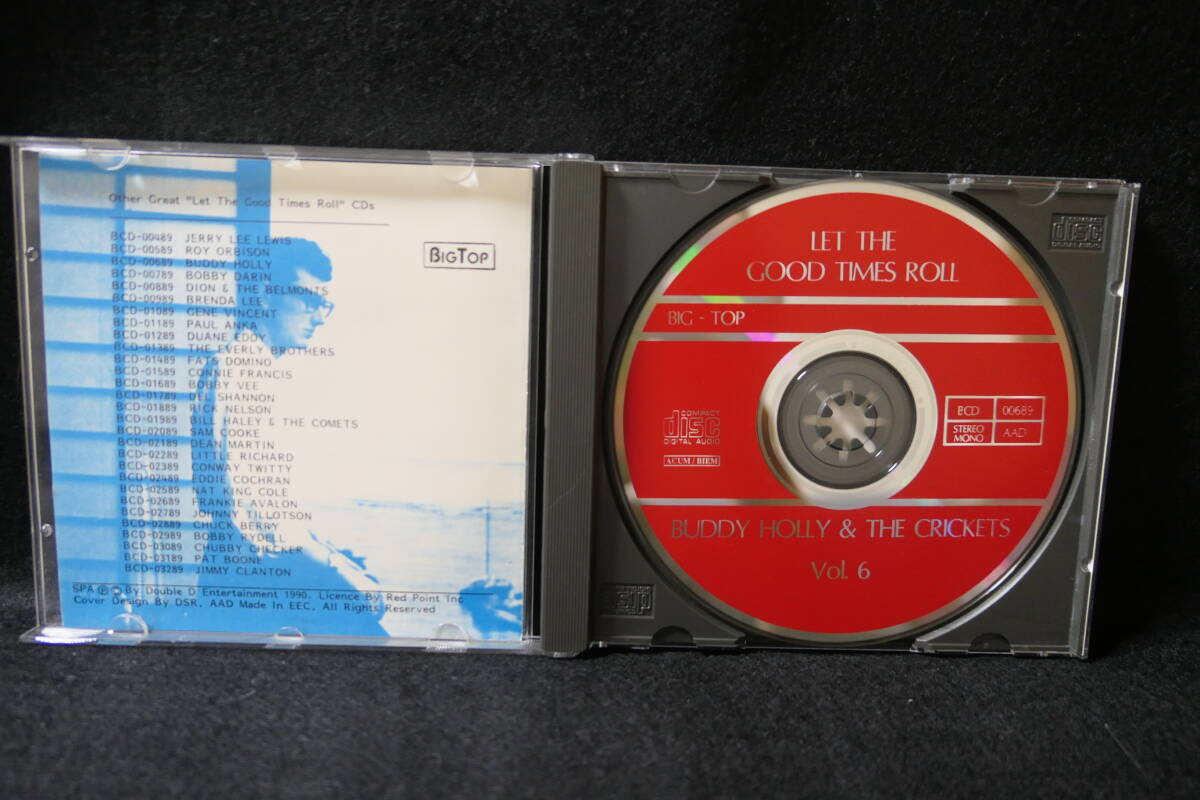 Other Great "Let The Good Times Roll" CDs
BIGTOP
BCD-00489 JERRY LEE LEWIS
BCD-00589 ROY ORBISON
BCD-00689 BUDDY HOLLY
BCD-00789 BOBBY DARIN
BCD-00889 DION & THE BELMONTS
BCD-00989 BRENDA LEE
BCD-01089 GENE VINCENT
BCD-01189 PAUL ANKA
BCD-01289 DUANE EDDY
BCD-01389 THE EVERLY BROTHERS
BCD-01489 FATS DOMINO
BCD-01589 CONNIE FRANCIS
BCD-01689 BOBBY VEE
BCD-01789 DEL SHANNON
BCD-01889 RICK NELSON
BCD-01989 BILL HALEY & THE COMETS
BCD-02089 SAM COOKE
BCD-02189 DEAN MARTIN
BCD-02289 LITTLE RICHARD
BCD-02389 CONWAY TWITTY
BCD-02489 EDDIE COCHRAN
BCD-02589 NAT KING COLE
BCD-02689 FRANKIE AVALON
BCD-02789 JOHNNY TILLOTSON
BCD-02889 CHUCK BERRY
BCD-02989 BOBBY RYDELL
BCD-03089 CHUBBY CHECKER
BCD-03189 PAT BOONE
BCD-03289 JIMMY CLANTON
SPA ℗ © By Double D Entertainment 1990. Licence By Red Point Inc
Cover Design By DSR, AAD Made In EEC, All Rights Reserved
LET THE
GOOD TIMES ROLL
BIG - TOP
COMPACT
disc
DIGITAL AUDIO
ACUM / BIEM
BCD 00689
STEREO
MONO AAD
BUDDY HOLLY & THE CRICKETS
Vol. 6
COMPACT
disc
DIGITAL AUDIO